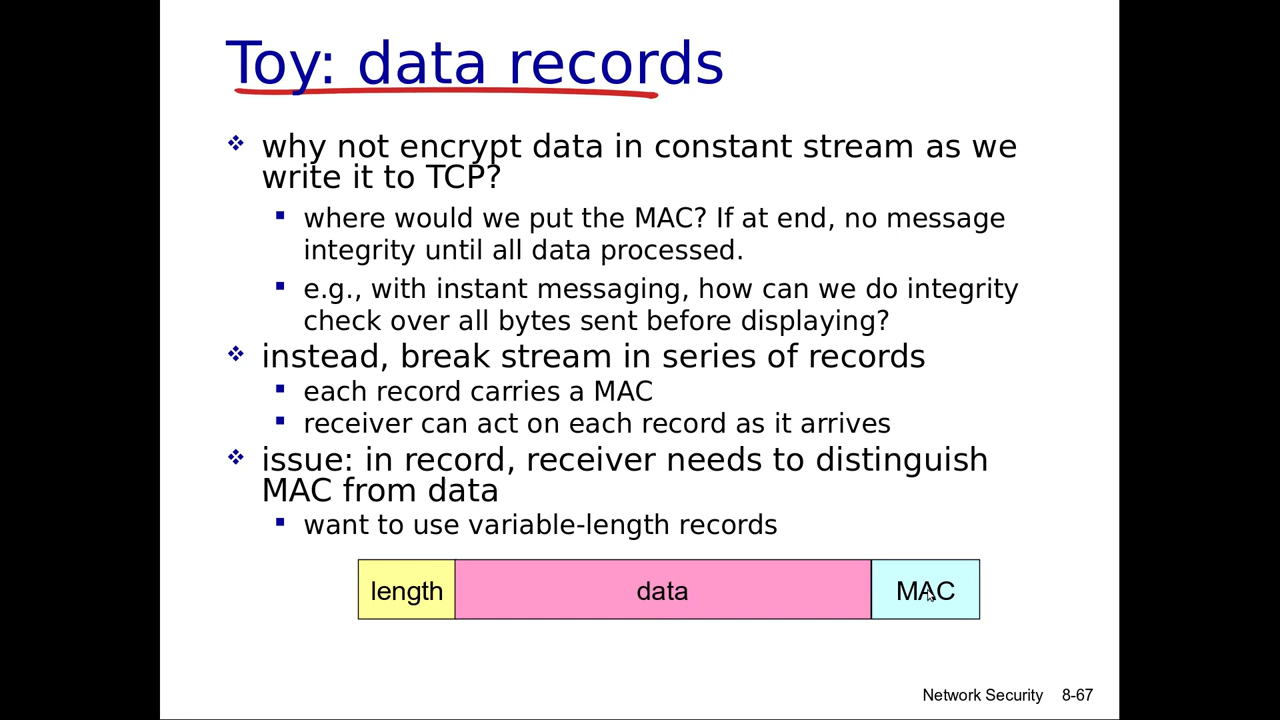 Toy: data records
why not encrypt data in constant stream as we
write it to TCP?
where would we put the MAC? If at end, no message
integrity until all data processed.
e.g., with instant messaging, how can we do integrity
check over all bytes sent before displaying?
instead, break stream in series of records
each record carries a MAC
receiver can act on each record as it arrives
issue: in record, receiver needs to distinguish
MAC from data
want to use variable-length records
length data MAC
Network Security 8-67